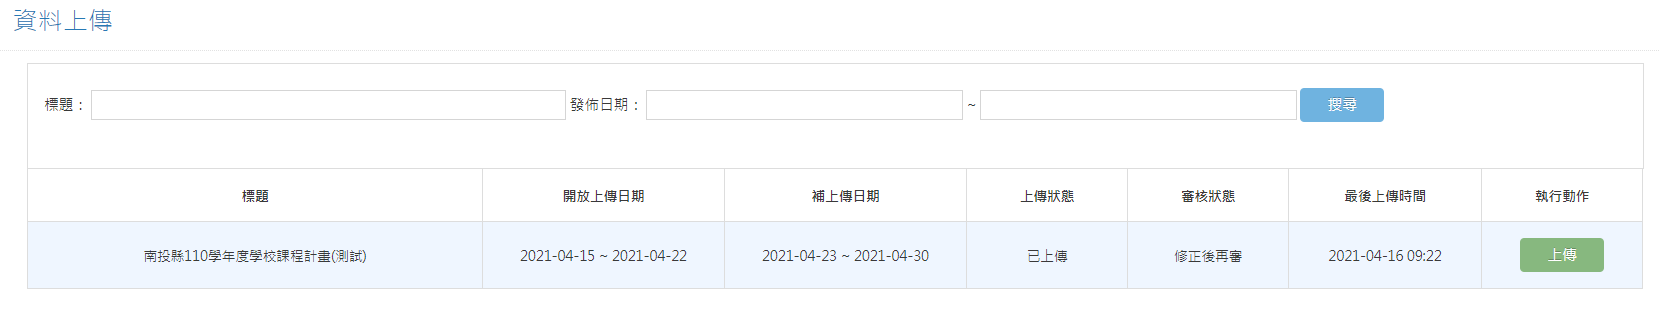 資料上傳
標題： 發佈日期： ~ 搜尋
標題 開放上傳日期 補上傳日期 上傳狀態 審核狀態 最後上傳時間 執行動作
南投縣110學年度學校課程計畫(測試) 2021-04-15 ~ 2021-04-22 2021-04-23 ~ 2021-04-30 已上傳 修正後再審 2021-04-16 09:22 上傳